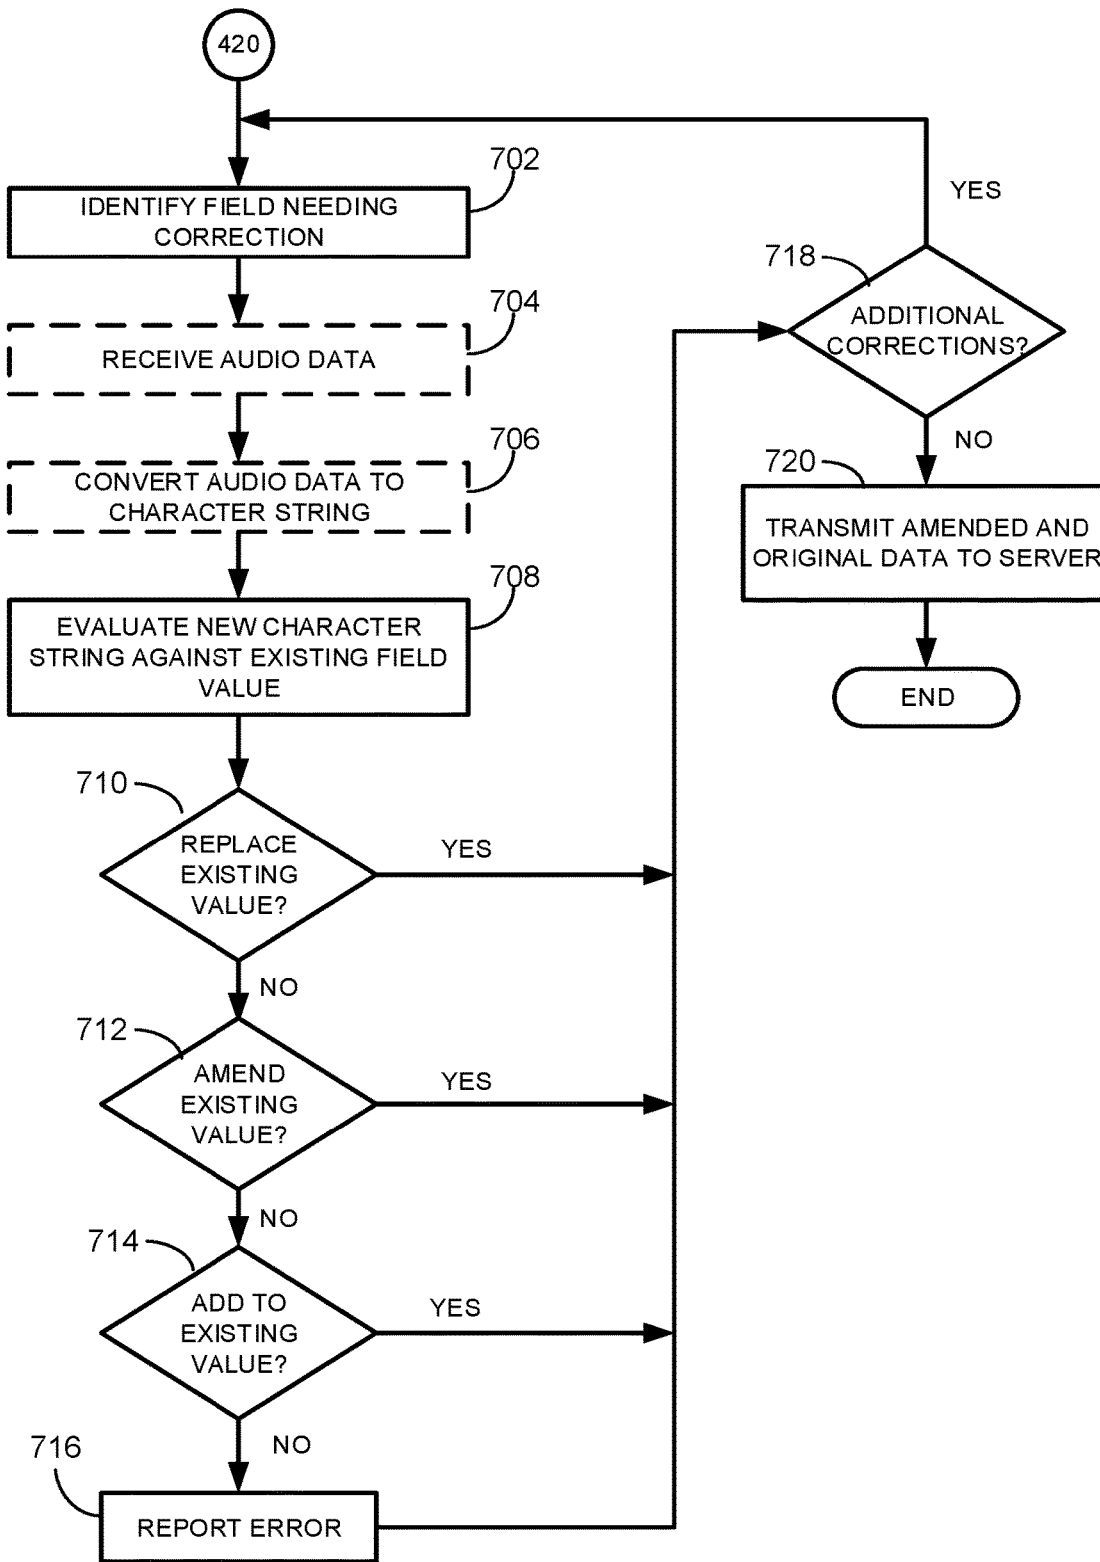 420
702
IDENTIFY FIELD NEEDING
CORRECTION
704
RECEIVE AUDIO DATA
706
CONVERT AUDIO DATA TO
CHARACTER STRING
708
EVALUATE NEW CHARACTER
STRING AGAINST EXISTING FIELD
VALUE
710
REPLACE
EXISTING
VALUE?
YES
NO
712
AMEND
EXISTING
VALUE?
YES
NO
714
ADD TO
EXISTING
VALUE?
YES
NO
716
REPORT ERROR
YES
718
ADDITIONAL
CORRECTIONS?
NO
720
TRANSMIT AMENDED AND
ORIGINAL DATA TO SERVER
END